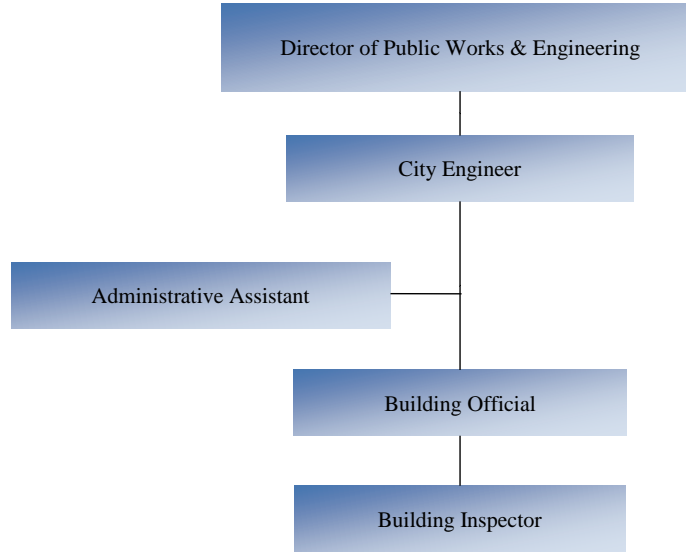 Director of Public Works & Engineering
City Engineer
Administrative Assistant
Building Official
Building Inspector